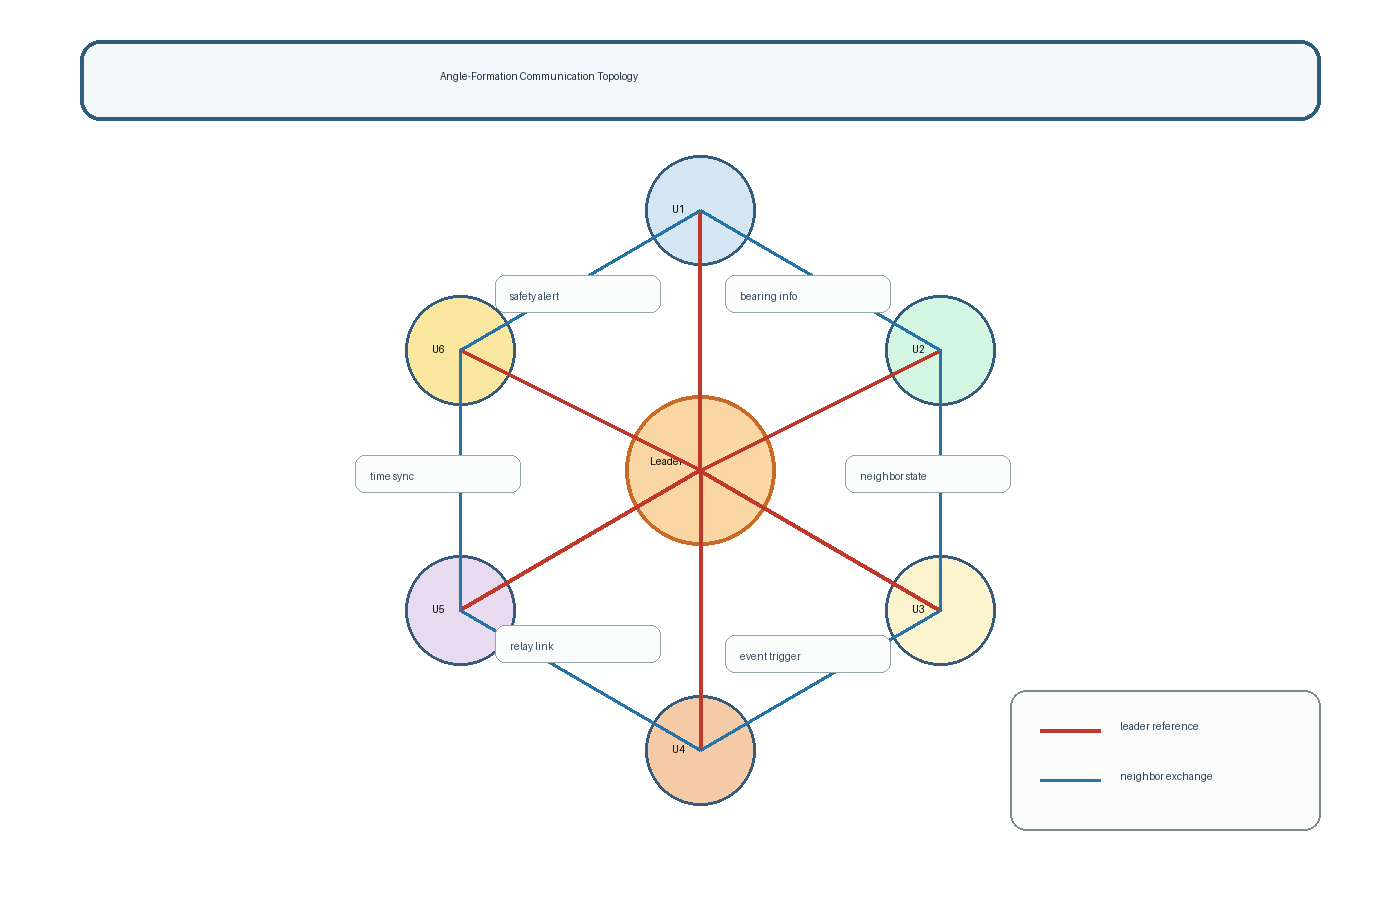 Angle-Formation Communication Topology
U1
safety alert
bearing info
U6
U2
Leader
time sync
neighbor state
U5
U3
relay link
event trigger
U4
leader reference
neighbor exchange